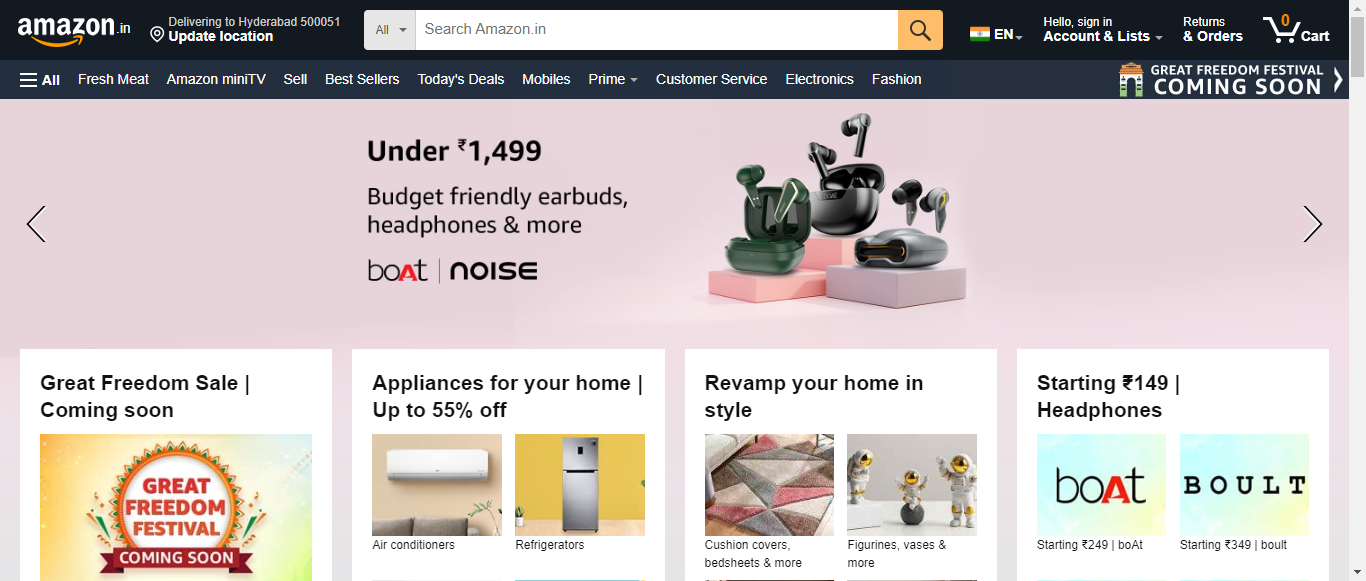 amazon.in
Delivering to Hyderabad 500051
Update location
All
Search Amazon.in
EN
Hello, sign in
Account & Lists
Returns
& Orders
0
Cart
All
Fresh Meat
Amazon miniTV
Sell
Best Sellers
Today's Deals
Mobiles
Prime
Customer Service
Electronics
Fashion
GREAT FREEDOM FESTIVAL
COMING SOON
Under ₹1,499
Budget friendly earbuds,
headphones & more
boAt | NOISE
Great Freedom Sale |
Coming soon
GREAT
FREEDOM
FESTIVAL
COMING SOON
Appliances for your home |
Up to 55% off
Air conditioners
Refrigerators
Revamp your home in
style
Cushion covers,
bedsheets & more
Figurines, vases &
more
Starting ₹149 |
Headphones
boAt
BOULT
Starting ₹249 | boAt
Starting ₹349 | boult